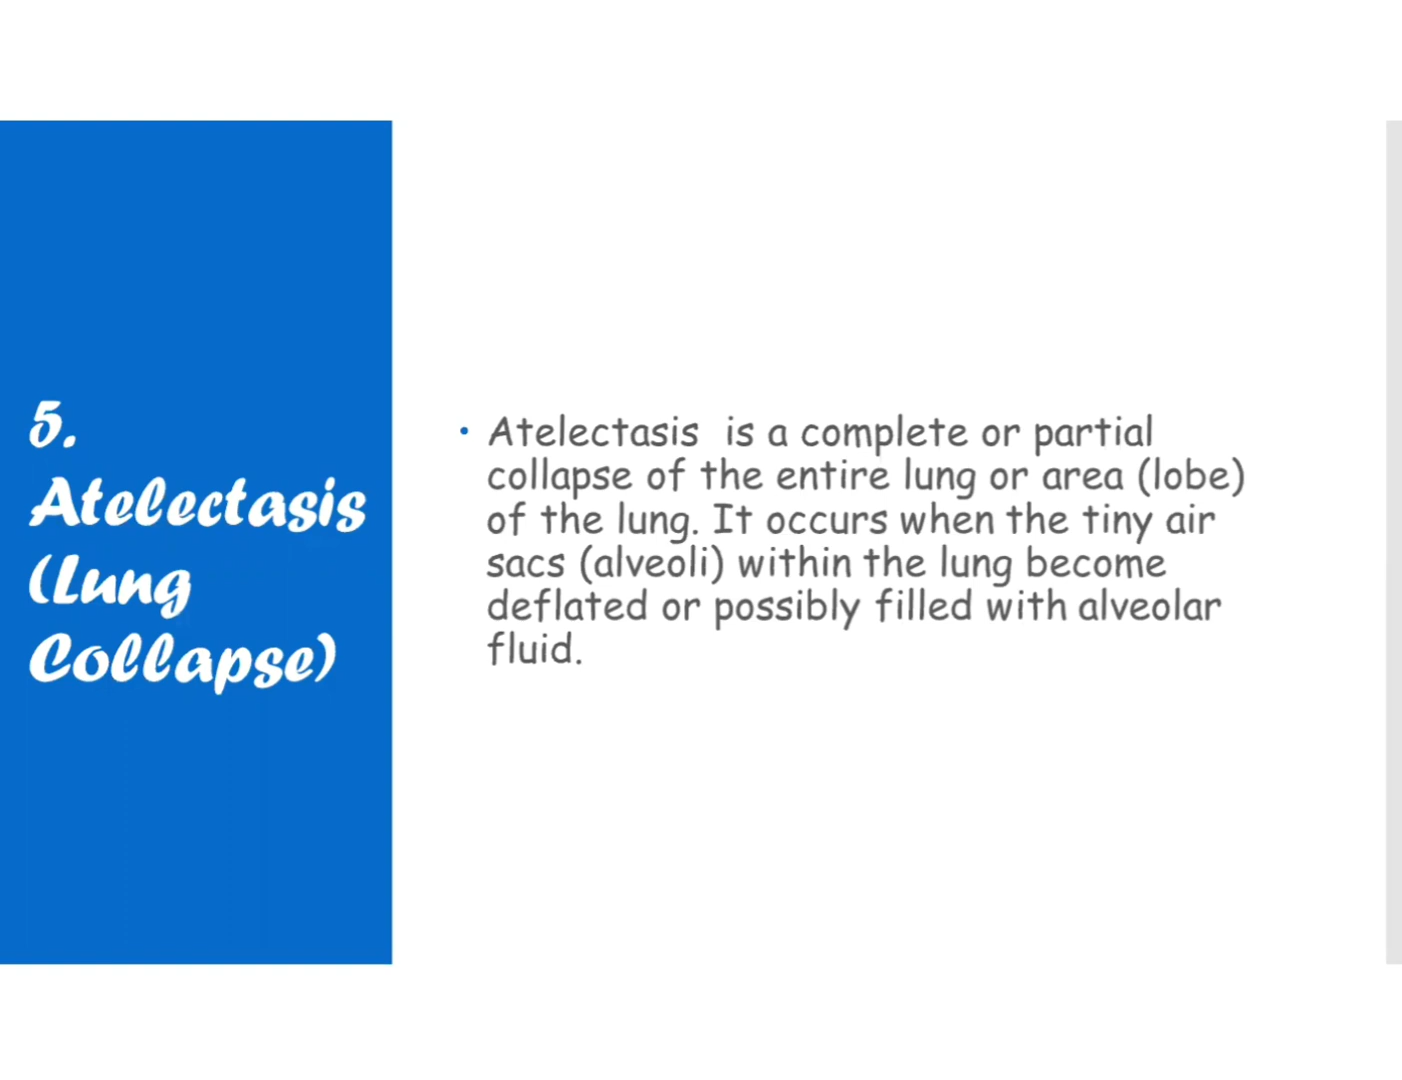 5.
Atelectasis
(Lung
Collapse)
• Atelectasis  is a complete or partial
collapse of the entire lung or area (lobe)
of the lung. It occurs when the tiny air
sacs (alveoli) within the lung become
deflated or possibly filled with alveolar
fluid.